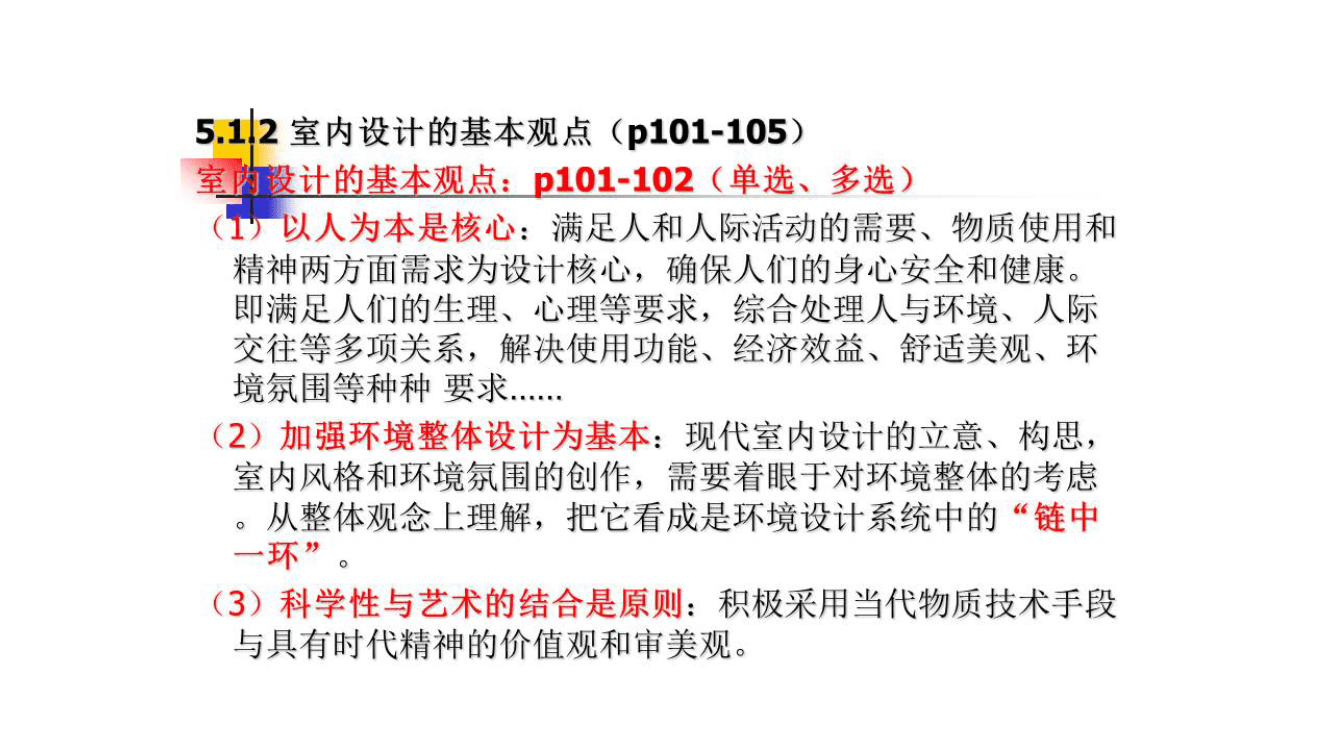 5.1.2 室内设计的基本观点（p101-105）
室内设计的基本观点：p101-102（单选、多选）
（1）以人为本是核心：满足人和人际活动的需要、物质使用和
精神两方面需求为设计核心，确保人们的身心安全和健康。
即满足人们的生理、心理等要求，综合处理人与环境、人际
交往等多项关系，解决使用功能、经济效益、舒适美观、环
境氛围等种种 要求……
（2）加强环境整体设计为基本：现代室内设计的立意、构思，
室内风格和环境氛围的创作，需要着眼于对环境整体的考虑
。从整体观念上理解，把它看成是环境设计系统中的“链中
一环”。
（3）科学性与艺术的结合是原则：积极采用当代物质技术手段
与具有时代精神的价值观和审美观。